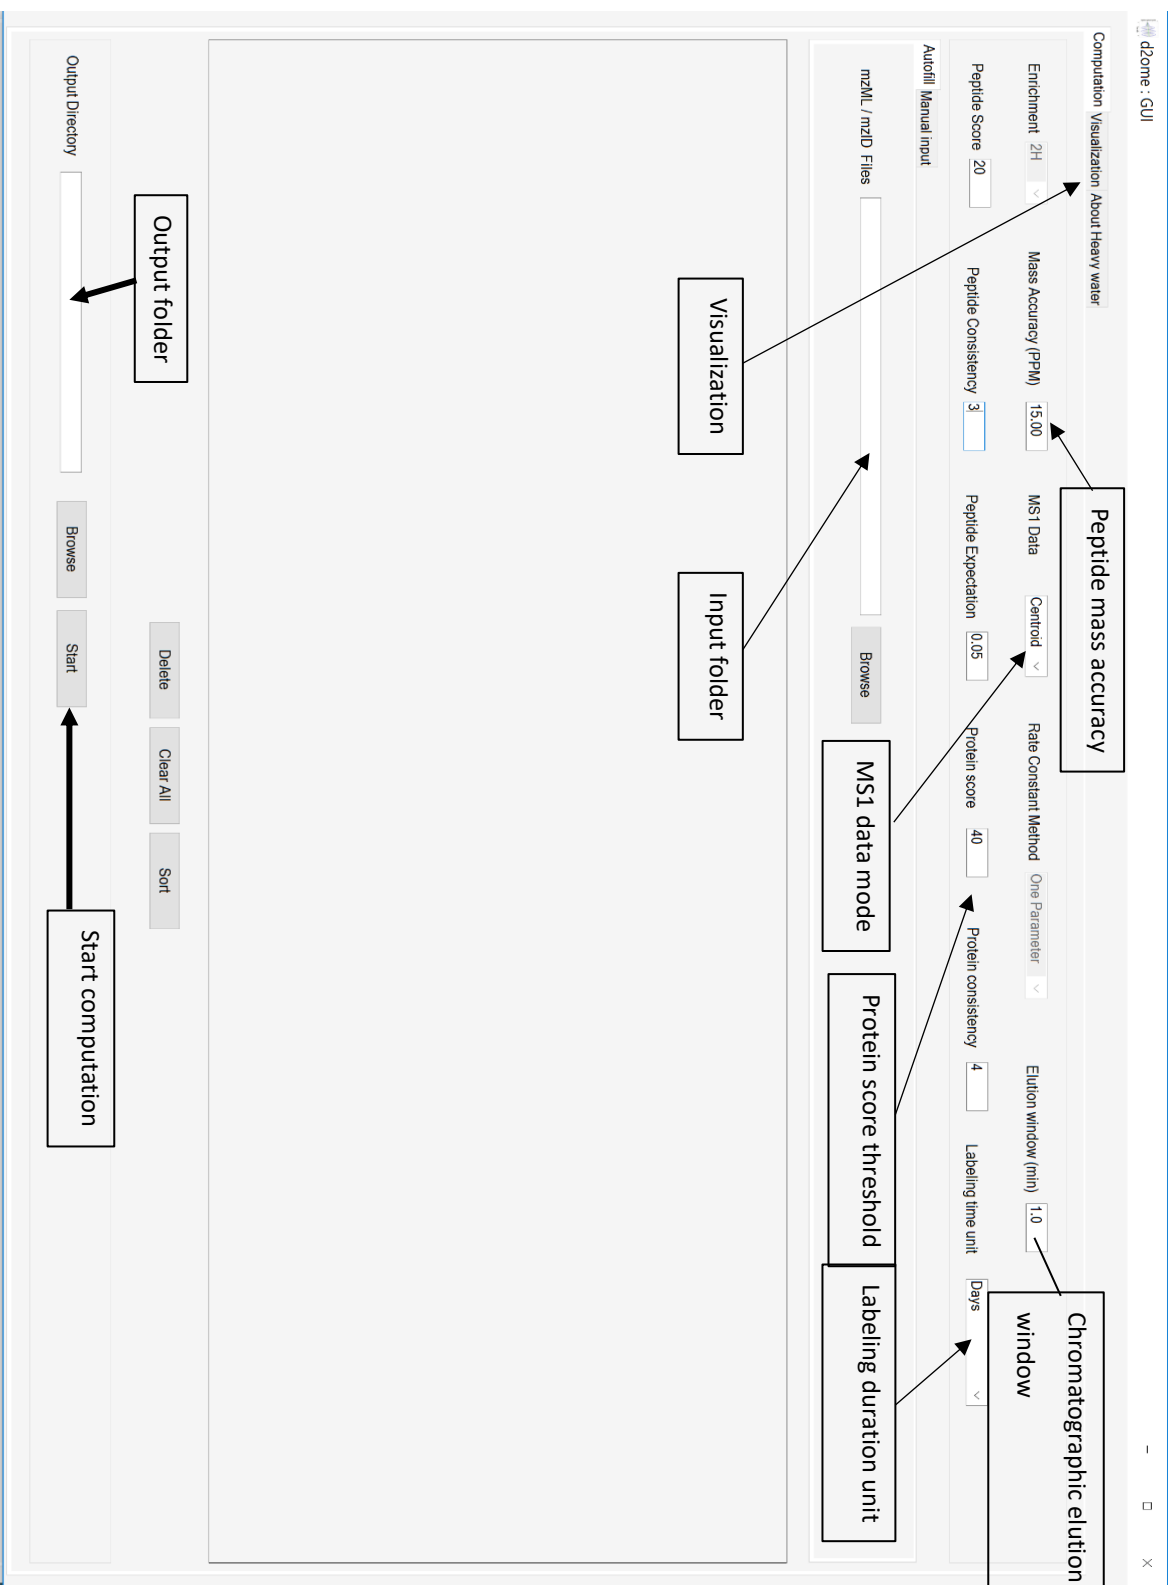 d2ome : GUI
Computation Visualization About Heavy water
Enrichment 2H Mass Accuracy (PPM) 15.00 MS1 Data Centroid Rate Constant Method One Parameter Elution window (min) 1.0
Peptide Score 20 Peptide Consistency 3 Peptide Expectation 0.05 Protein score 40 Protein consistency 4 Labeling time unit Days
Peptide mass accuracy
Chromatographic elution
window
Autofill Manual input
mzML / mzID Files Browse
MS1 data mode
Protein score threshold
Labeling duration unit
Visualization
Input folder
Delete Clear All Sort
Output folder
Output Directory Browse Start
Start computation